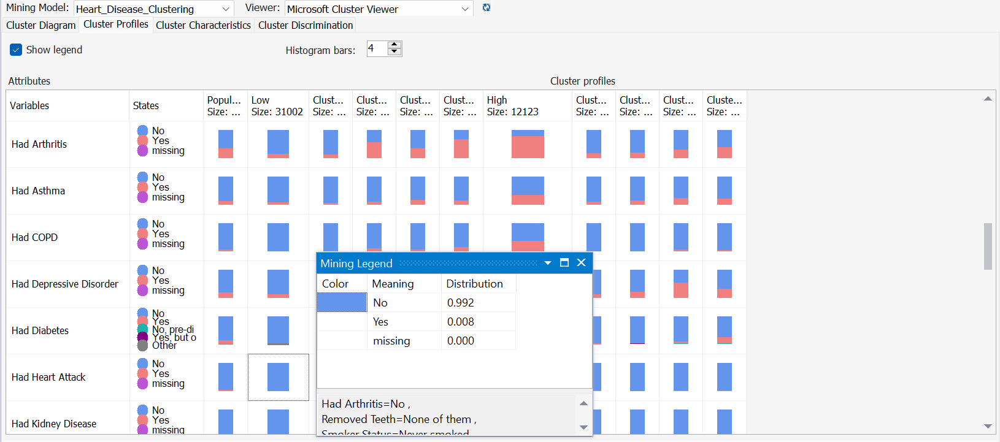 Mining Model: Heart_Disease_Clustering Viewer: Microsoft Cluster Viewer
Cluster Diagram Cluster Profiles Cluster Characteristics Cluster Discrimination
Show legend Histogram bars: 4
Attributes Cluster profiles
Variables States Popul... Size: ... Low Size: 31002 Clust... Size: ... Clust... Size: ... Clust... Size: ... Clust... Size: ... High Size: 12123 Clust... Size: ... Clust... Size: ... Clust... Size: ... Cluste... Size: ...
Had Arthritis
No
Yes
missing
Had Asthma
No
Yes
missing
Had COPD
No
Yes
missing
Had Depressive Disorder
No
Yes
missing
Had Diabetes
No
Yes
No, pre-di
Yes, but o
Other
Had Heart Attack
No
Yes
missing
Had Kidney Disease
No
Yes
missing
Mining Legend
Color Meaning Distribution
No 0.992
Yes 0.008
missing 0.000
Had Arthritis=No ,
Removed Teeth=None of them ,
Smoker Status=Never smoked